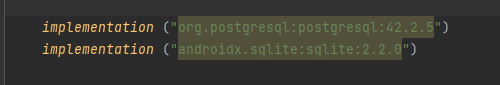 implementation ("org.postgresql:postgresql:42.2.5")
implementation ("androidx.sqlite:sqlite:2.2.0")